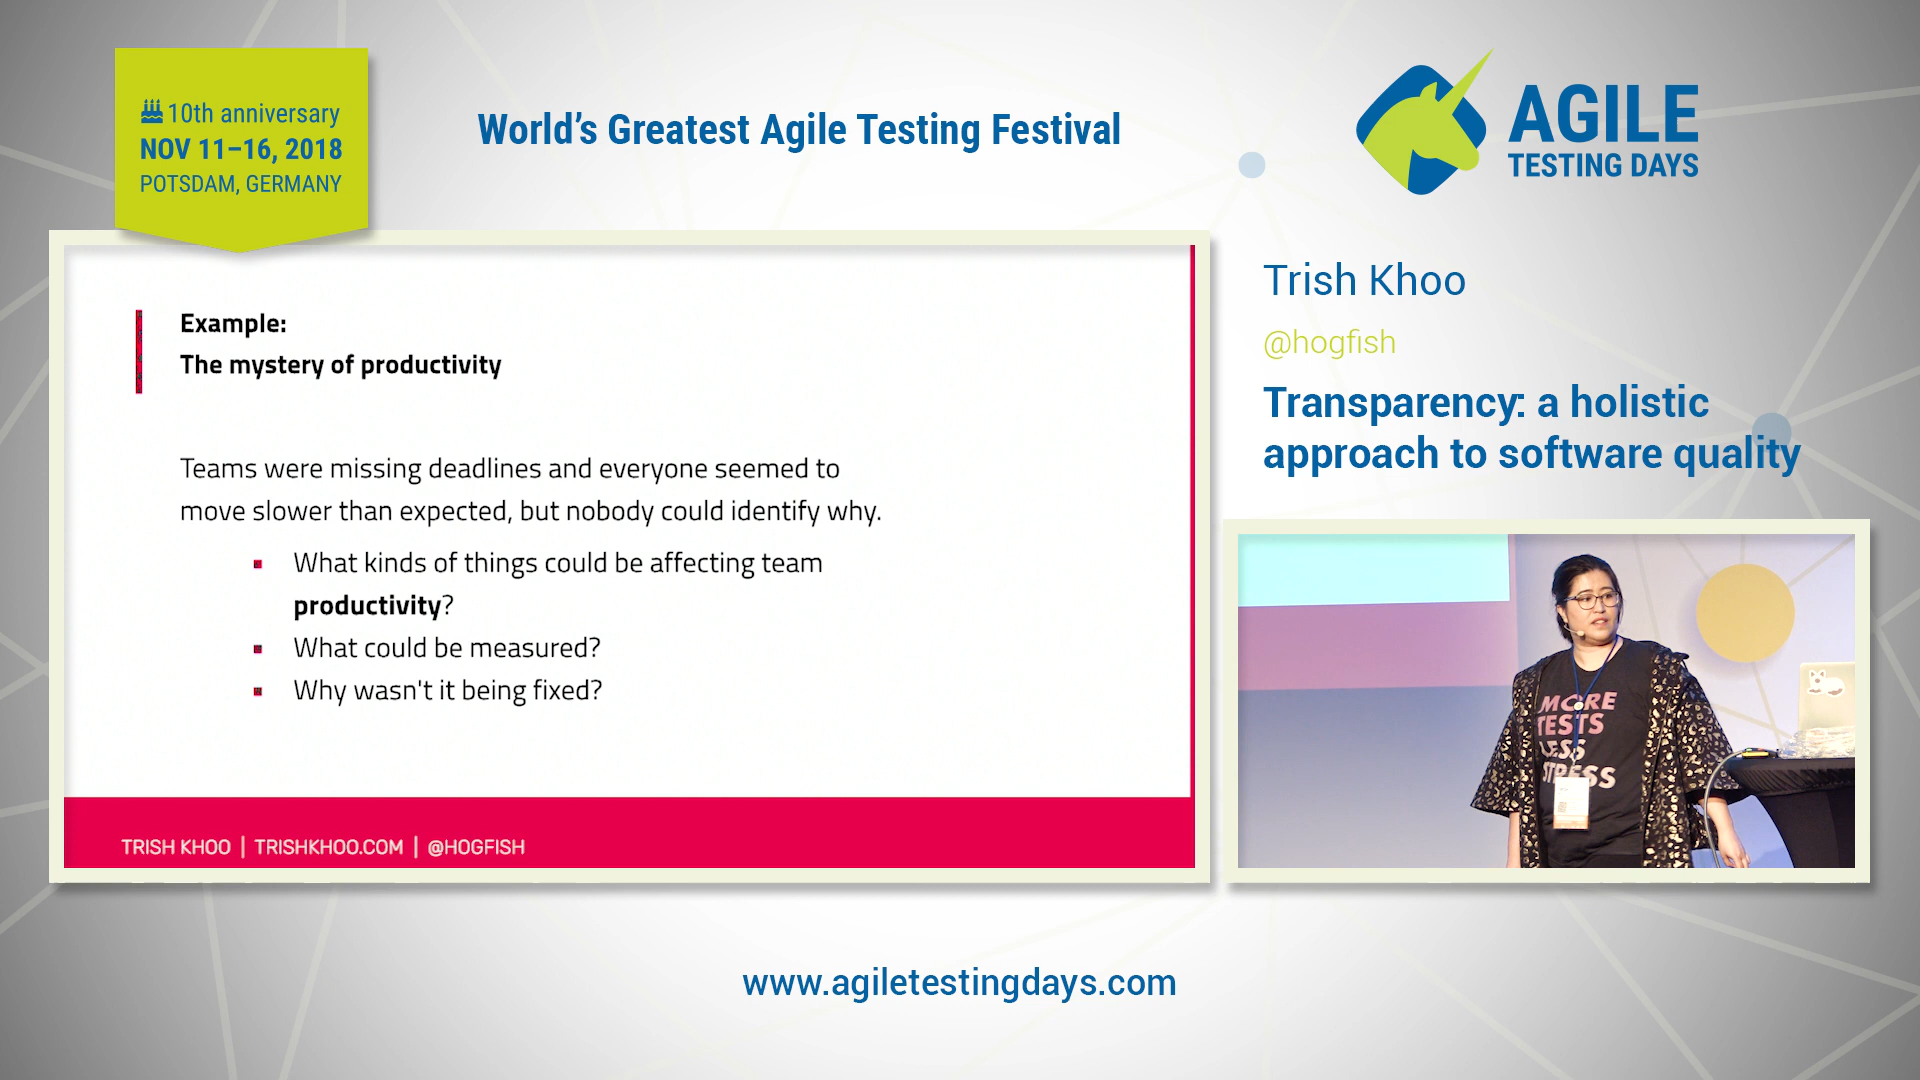 10th anniversary
NOV 11–16, 2018
POTSDAM, GERMANY
World's Greatest Agile Testing Festival
AGILE
TESTING DAYS
Example:
The mystery of productivity
Teams were missing deadlines and everyone seemed to
move slower than expected, but nobody could identify why.
What kinds of things could be affecting team
productivity?
What could be measured?
Why wasn't it being fixed?
TRISH KHOO | TRISHKHOO.COM | @HOGFISH
Trish Khoo
@hogfish
Transparency: a holistic
approach to software quality
MORE
TESTS
LESS
STRESS
www.agiletestingdays.com